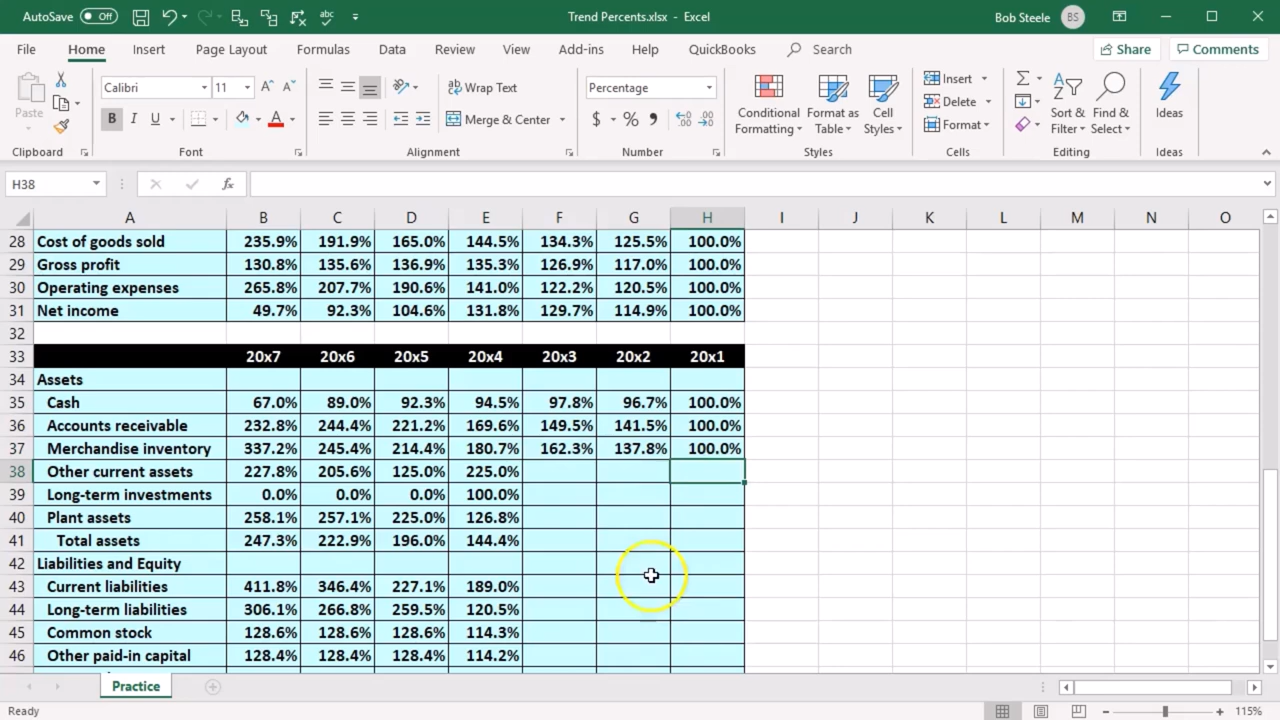 AutoSave Off Trend Percents.xlsx - Excel Bob Steele BS
File Home Insert Page Layout Formulas Data Review View Add-ins Help QuickBooks Search Share Comments
Paste Calibri 11 A A Wrap Text Percentage Conditional Formatting Format as Table Cell Styles Insert Sort & Filter Find & Select Ideas
B I U A Merge & Center $ % Delete
Format
Clipboard Font Alignment Number Styles Cells Editing Ideas
H38 fx
A B C D E F G H I J K L M N O
28 Cost of goods sold 235.9% 191.9% 165.0% 144.5% 134.3% 125.5% 100.0%
29 Gross profit 130.8% 135.6% 136.9% 135.3% 126.9% 117.0% 100.0%
30 Operating expenses 265.8% 207.7% 190.6% 141.0% 122.2% 120.5% 100.0%
31 Net income 49.7% 92.3% 104.6% 131.8% 129.7% 114.9% 100.0%
32
33 20x7 20x6 20x5 20x4 20x3 20x2 20x1
34 Assets
35 Cash 67.0% 89.0% 92.3% 94.5% 97.8% 96.7% 100.0%
36 Accounts receivable 232.8% 244.4% 221.2% 169.6% 149.5% 141.5% 100.0%
37 Merchandise inventory 337.2% 245.4% 214.4% 180.7% 162.3% 137.8% 100.0%
38 Other current assets 227.8% 205.6% 125.0% 225.0%
39 Long-term investments 0.0% 0.0% 0.0% 100.0%
40 Plant assets 258.1% 257.1% 225.0% 126.8%
41 Total assets 247.3% 222.9% 196.0% 144.4%
42 Liabilities and Equity
43 Current liabilities 411.8% 346.4% 227.1% 189.0%
44 Long-term liabilities 306.1% 266.8% 259.5% 120.5%
45 Common stock 128.6% 128.6% 128.6% 114.3%
46 Other paid-in capital 128.4% 128.4% 128.4% 114.2%
Practice
Ready 115%